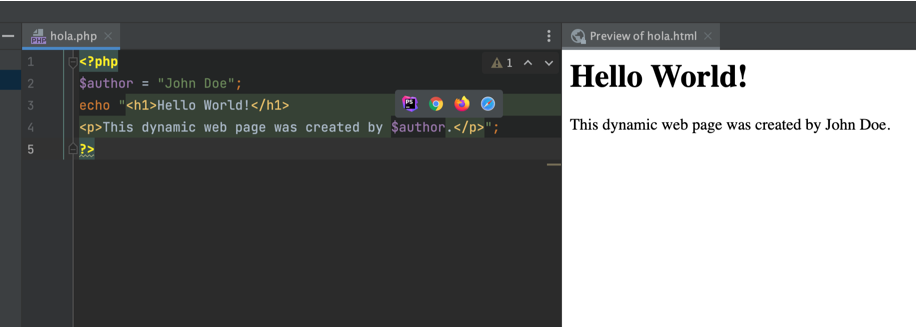 hola.php
Preview of hola.html
1 <?php
2 $author = "John Doe";
3 echo "<h1>Hello World!</h1>
4 <p>This dynamic web page was created by $author.</p>";
5 ?>
1
PHP
PS
Hello World!
This dynamic web page was created by John Doe.